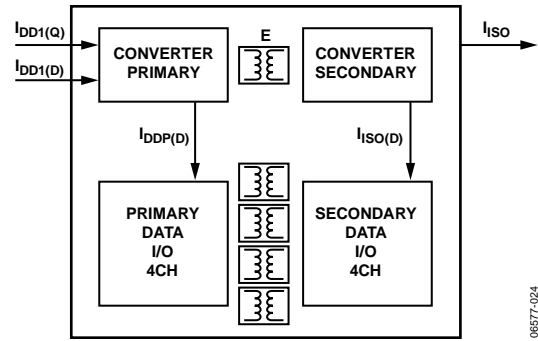 IDD1(Q)
IDD1(D)
CONVERTER
PRIMARY
E
CONVERTER
SECONDARY
IISO
IDDP(D)
IISO(D)
PRIMARY
DATA
I/O
4CH
SECONDARY
DATA
I/O
4CH
06577-024